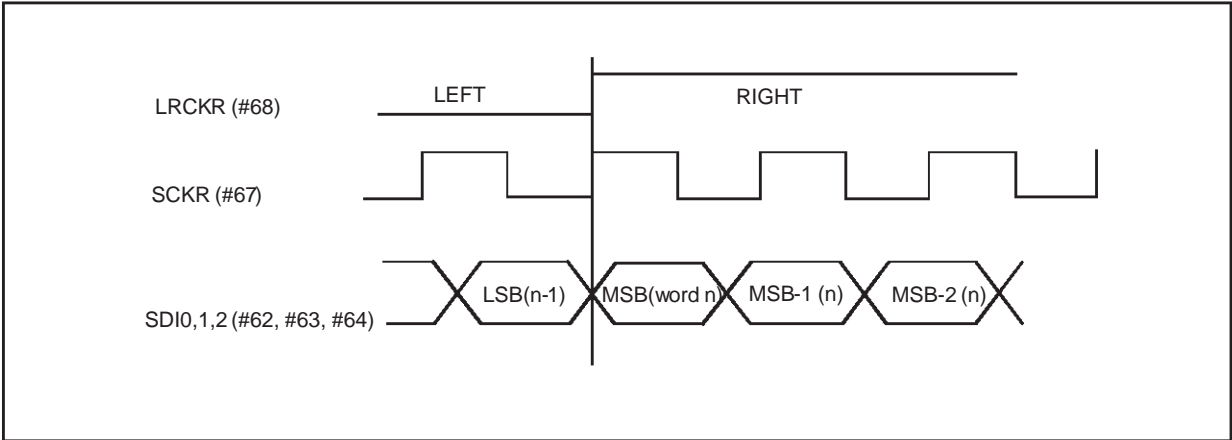 LRCKR (#68)
LEFT
RIGHT
SCKR (#67)
SDI0,1,2 (#62, #63, #64)
LSB(n-1)
MSB(word n)
MSB-1 (n)
MSB-2 (n)